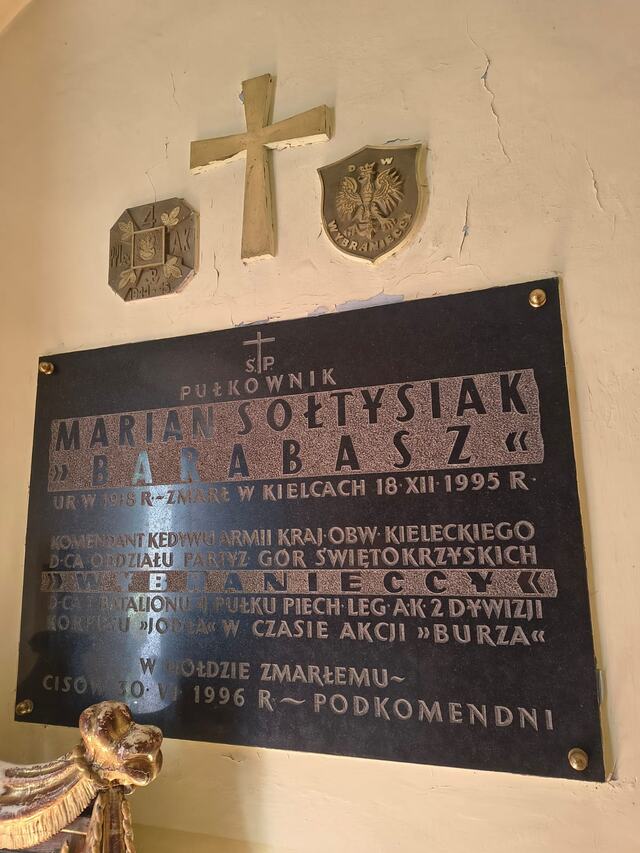 4
AK
D W
WYBRANIECCY
Ś.P.
PUŁKOWNIK
MARIAN SOŁTYSIAK
»BARABASZ«
UR W 1918 R~ZMARŁ W KIELCACH 18·XII·1995 R·
KOMENDANT KEDYWU ARMII KRAJ·OBW·KIELECKIEGO
D-CA ODDZIAŁU PARTYZ·GÓR ŚWIĘTOKRZYSKICH
»WYBRANIECCY«
D-CA BATALIONU 4 PUŁKU PIECH·LEG·AK·2 DYWIZJI
KORPUSU »JODŁA« W CZASIE AKCJI »BURZA«
W HOŁDZIE ZMARŁEMU~
CISÓW 30·VI·1996 R·~ PODKOMENDNI